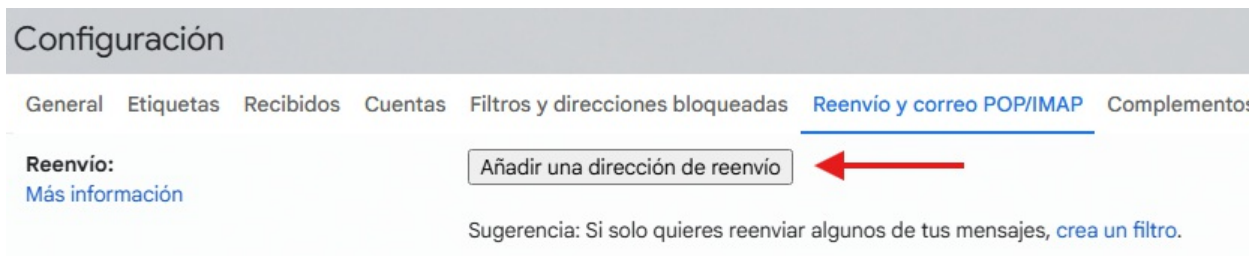 Configuración
General Etiquetas Recibidos Cuentas Filtros y direcciones bloqueadas Reenvío y correo POP/IMAP Complementos
Reenvío:
Añadir una dirección de reenvío
Más información
Sugerencia: Si solo quieres reenviar algunos de tus mensajes, crea un filtro.